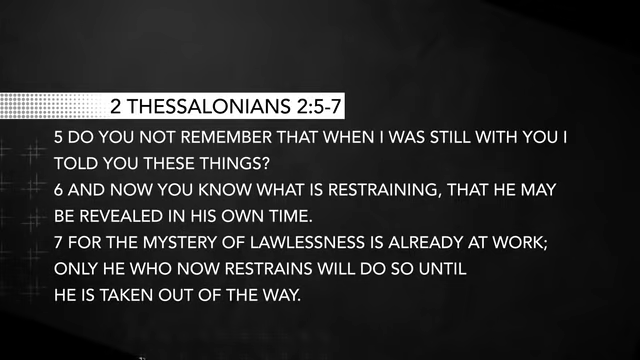 2 THESSALONIANS 2:5-7
5 DO YOU NOT REMEMBER THAT WHEN I WAS STILL WITH YOU I
TOLD YOU THESE THINGS?
6 AND NOW YOU KNOW WHAT IS RESTRAINING, THAT HE MAY
BE REVEALED IN HIS OWN TIME.
7 FOR THE MYSTERY OF LAWLESSNESS IS ALREADY AT WORK;
ONLY HE WHO NOW RESTRAINS WILL DO SO UNTIL
HE IS TAKEN OUT OF THE WAY.